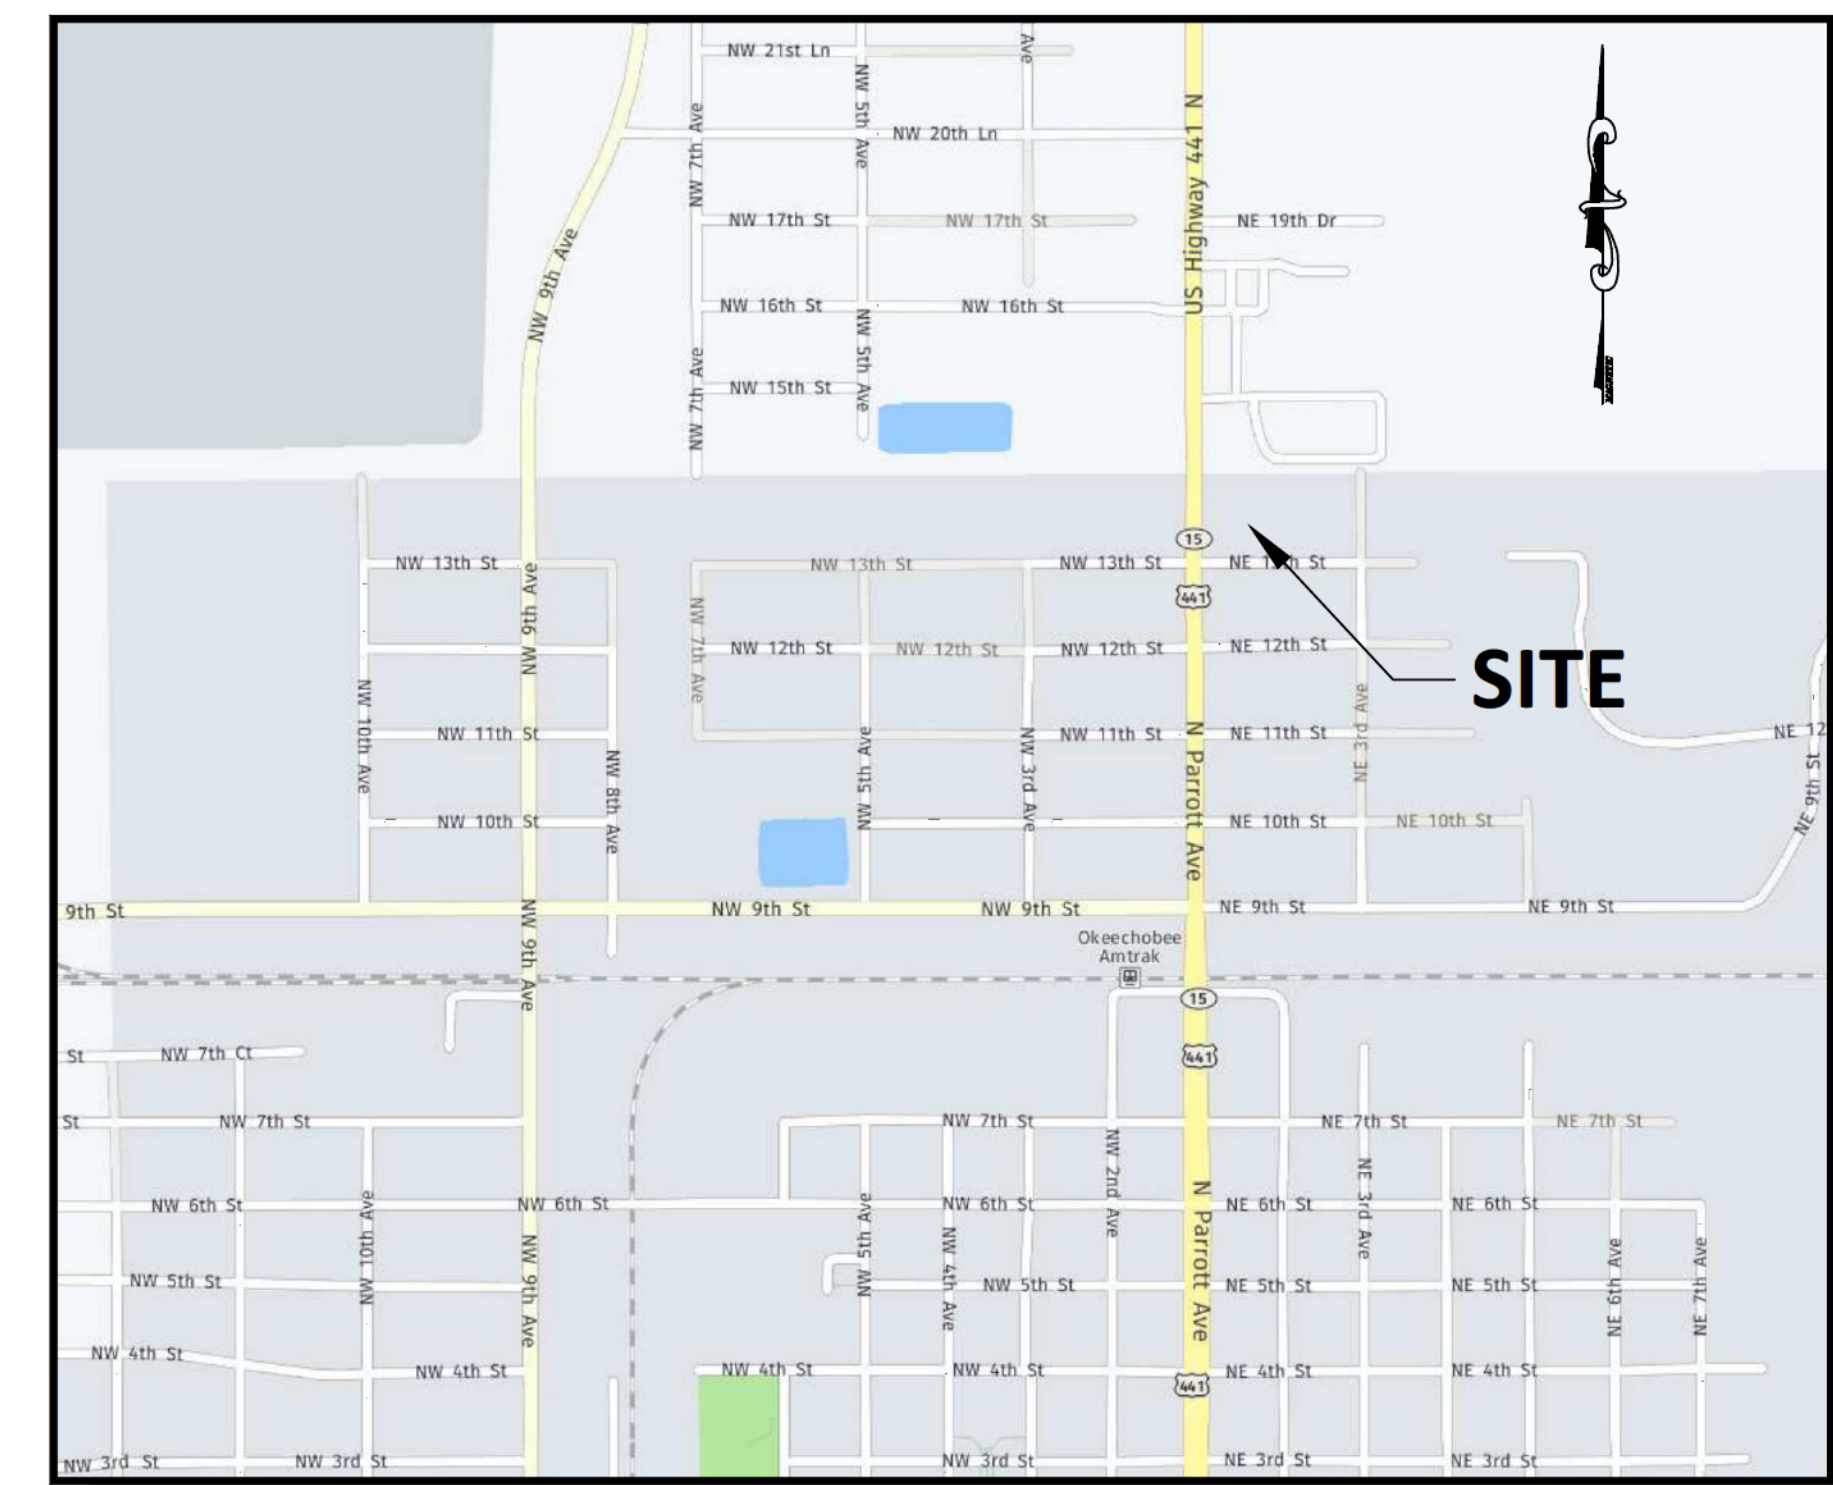 NW 21st Ln
Ave
NW 5th Ave
NW 7th Ave
NW 20th Ln
US Highway 441 N
NW 17th St
NW 17th St
NE 19th Dr
NW 9th Ave
NW 16th St
NW 16th St
NW 5th Ave
NW 7th Ave
NW 15th St
15
NW 13th St
NW 13th St
NW 13th St
NE 13th St
NW 9th Ave
441
NW 7th Ave
NW 12th St
NW 12th St
NW 12th St
NE 12th St
SITE
NW 10th Ave
NE 3rd Ave
NW 11th St
NW 11th St
NE 11th St
NE 12
NW 8th Ave
NW 5th Ave
NW 3rd Ave
N Parrott Ave
NE 9th St
NW 10th St
NE 10th St
NE 10th St
9th St
NW 9th St
NW 9th St
NE 9th St
NE 9th St
NW 9th Ave
Okeechobee
Amtrak
15
St
NW 7th Ct
441
St
NW 7th St
NW 7th St
NE 7th St
NE 7th St
NW 2nd Ave
NE 3rd Ave
NW 6th St
NW 6th St
NW 6th St
NE 6th St
NE 6th St
NW 10th Ave
NW 5th Ave
NW 4th Ave
N Parrott Ave
NE 6th Ave
NE 7th Ave
NW 9th Ave
NW 5th St
NW 5th St
NE 5th St
NE 5th St
NW 4th St
NW 4th St
NW 4th St
NW 4th St
NE 4th St
NE 4th St
441
NW 3rd St
NW 3rd St
NW 3rd St
NE 3rd St
NE 3rd St